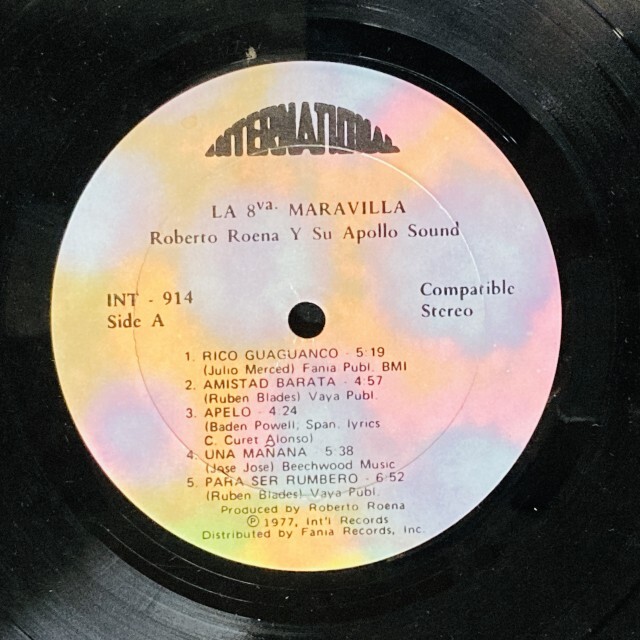 INTERNATIONAL
LA 8va. MARAVILLA
Roberto Roena Y Su Apollo Sound
INT - 914
Side A
Compatible
Stereo
1. RICO GUAGUANCO - 5:19
(Julio Merced) Fania Publ. BMI
2. AMISTAD BARATA - 4:57
(Ruben Blades) Vaya Publ.
3. APELO - 4.24
(Baden Powell, Span. lyrics
C. Curet Alonso)
4. UNA MAÑANA - 5 38
(Jose Jose) Beechwood Music
5. PARA SER RUMBERO - 6:52
(Ruben Blades) Vaya Publ.
Produced by Roberto Roena
℗ 1977, Int'l Records
Distributed by Fania Records, Inc.